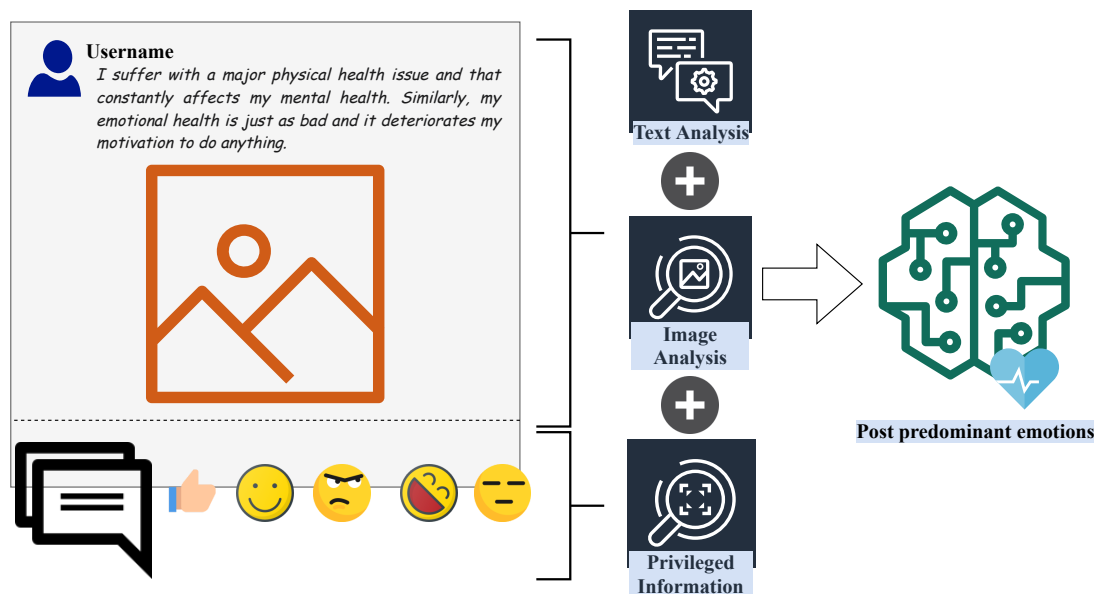 Username
I suffer with a major physical health issue and that
constantly affects my mental health. Similarly, my
emotional health is just as bad and it deteriorates my
motivation to do anything.
Text Analysis
Image
Analysis
Privileged
Information
Post predominant emotions